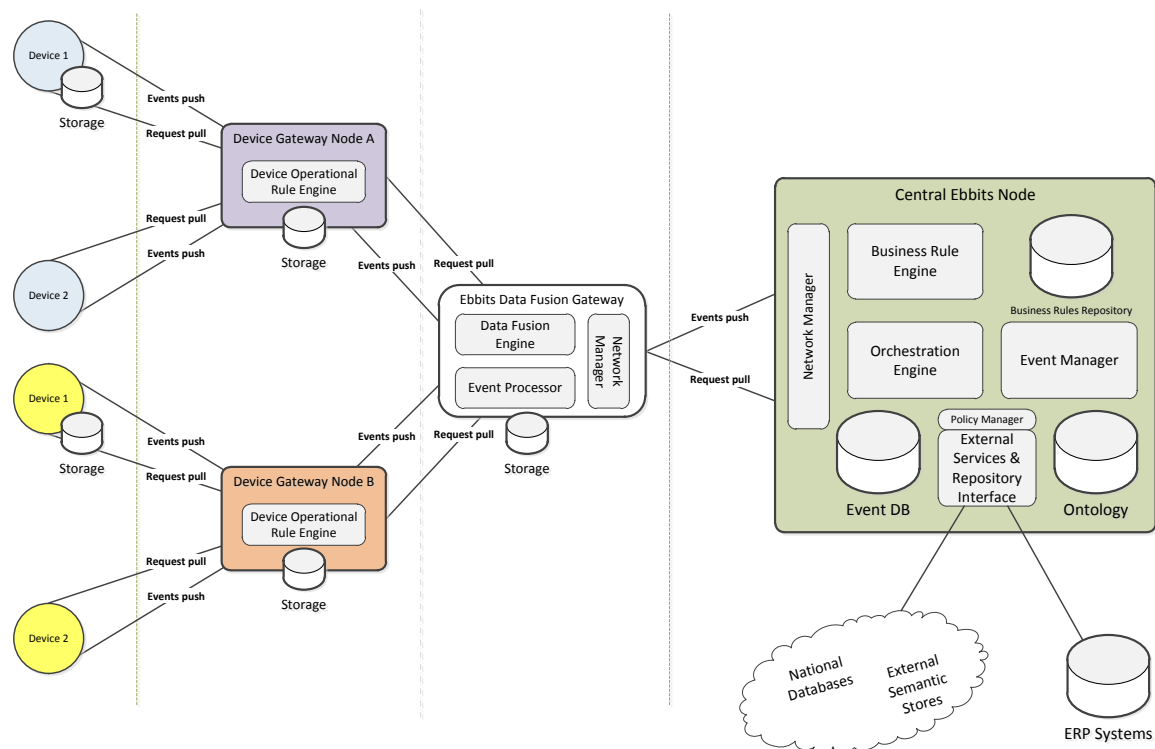 Device 1
Storage
Events push
Request pull
Device Gateway Node A
Device Operational
Rule Engine
Storage
Request pull
Events push
Device 2
Events push
Request pull
Ebbits Data Fusion Gateway
Data Fusion
Engine
Event Processor
Network
Manager
Storage
Device 1
Storage
Events push
Request pull
Device Gateway Node B
Device Operational
Rule Engine
Storage
Request pull
Events push
Device 2
Events push
Request pull
Events push
Request pull
Central Ebbits Node
Network Manager
Business Rule
Engine
Business Rules Repository
Orchestration
Engine
Event Manager
Event DB
Policy Manager
External
Services &
Repository
Interface
Ontology
National
Databases
External
Semantic
Stores
ERP Systems